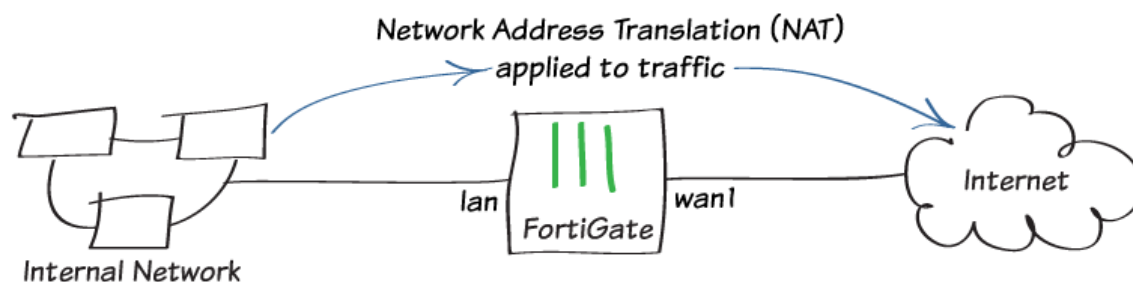 Network Address Translation (NAT)
applied to traffic
lan
wan1
Internet
FortiGate
Internal Network